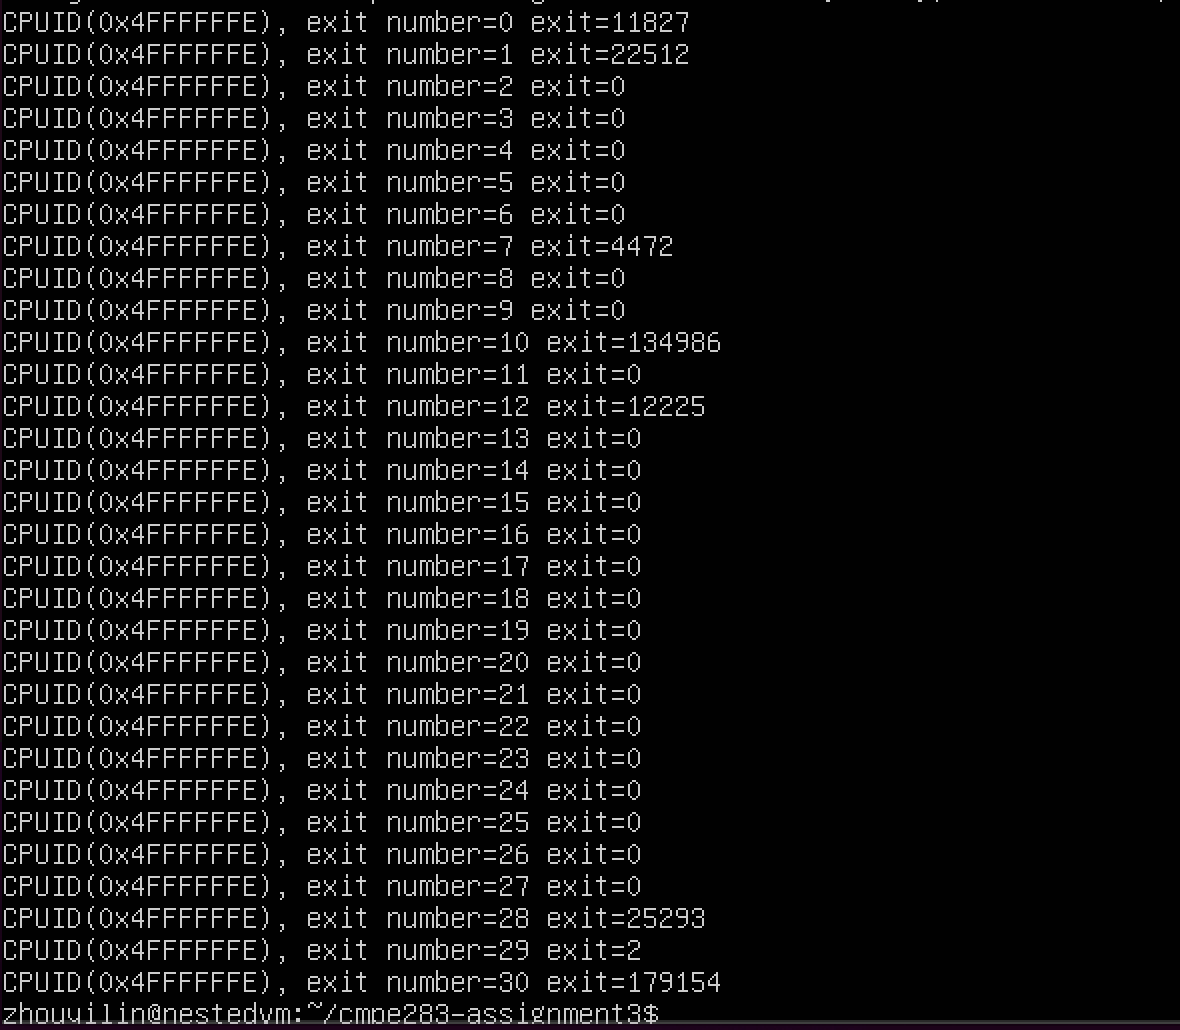 CPUID(0x4FFFFFFE), exit number=0 exit=11827
CPUID(0x4FFFFFFE), exit number=1 exit=22512
CPUID(0x4FFFFFFE), exit number=2 exit=0
CPUID(0x4FFFFFFE), exit number=3 exit=0
CPUID(0x4FFFFFFE), exit number=4 exit=0
CPUID(0x4FFFFFFE), exit number=5 exit=0
CPUID(0x4FFFFFFE), exit number=6 exit=0
CPUID(0x4FFFFFFE), exit number=7 exit=4472
CPUID(0x4FFFFFFE), exit number=8 exit=0
CPUID(0x4FFFFFFE), exit number=9 exit=0
CPUID(0x4FFFFFFE), exit number=10 exit=134986
CPUID(0x4FFFFFFE), exit number=11 exit=0
CPUID(0x4FFFFFFE), exit number=12 exit=12225
CPUID(0x4FFFFFFE), exit number=13 exit=0
CPUID(0x4FFFFFFE), exit number=14 exit=0
CPUID(0x4FFFFFFE), exit number=15 exit=0
CPUID(0x4FFFFFFE), exit number=16 exit=0
CPUID(0x4FFFFFFE), exit number=17 exit=0
CPUID(0x4FFFFFFE), exit number=18 exit=0
CPUID(0x4FFFFFFE), exit number=19 exit=0
CPUID(0x4FFFFFFE), exit number=20 exit=0
CPUID(0x4FFFFFFE), exit number=21 exit=0
CPUID(0x4FFFFFFE), exit number=22 exit=0
CPUID(0x4FFFFFFE), exit number=23 exit=0
CPUID(0x4FFFFFFE), exit number=24 exit=0
CPUID(0x4FFFFFFE), exit number=25 exit=0
CPUID(0x4FFFFFFE), exit number=26 exit=0
CPUID(0x4FFFFFFE), exit number=27 exit=0
CPUID(0x4FFFFFFE), exit number=28 exit=25293
CPUID(0x4FFFFFFE), exit number=29 exit=2
CPUID(0x4FFFFFFE), exit number=30 exit=179154
zhouyilin@nestedvm:~/cmpe283-assignment3$